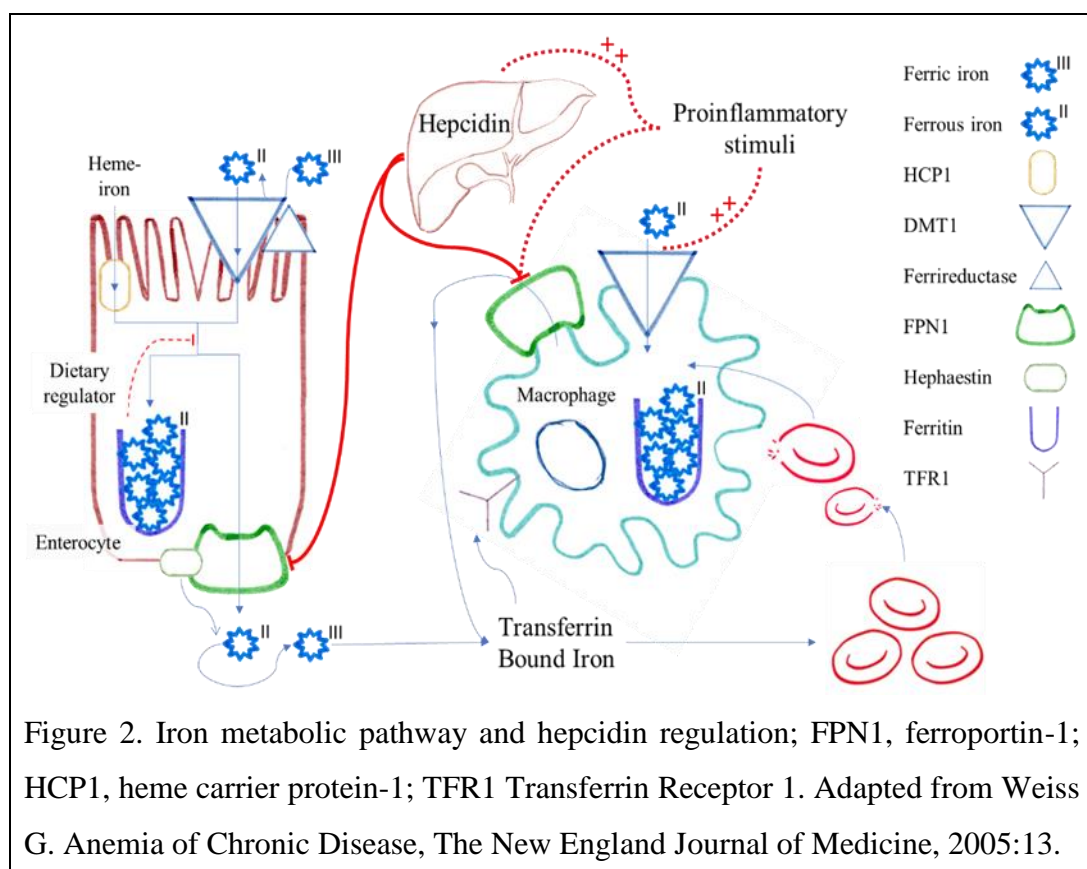 Hepcidin
Proinflammatory
stimuli
Heme-
iron
II
III
II
Dietary
regulator
II
Enterocyte
Macrophage
II
II
III
Transferrin
Bound Iron
++
++
Ferric iron
III
Ferrous iron
II
HCP1
DMT1
Ferrireductase
FPN1
Hephaestin
Ferritin
TFR1
Figure 2. Iron metabolic pathway and hepcidin regulation; FPN1, ferroportin-1;
HCP1, heme carrier protein-1; TFR1 Transferrin Receptor 1. Adapted from Weiss
G. Anemia of Chronic Disease, The New England Journal of Medicine, 2005:13.